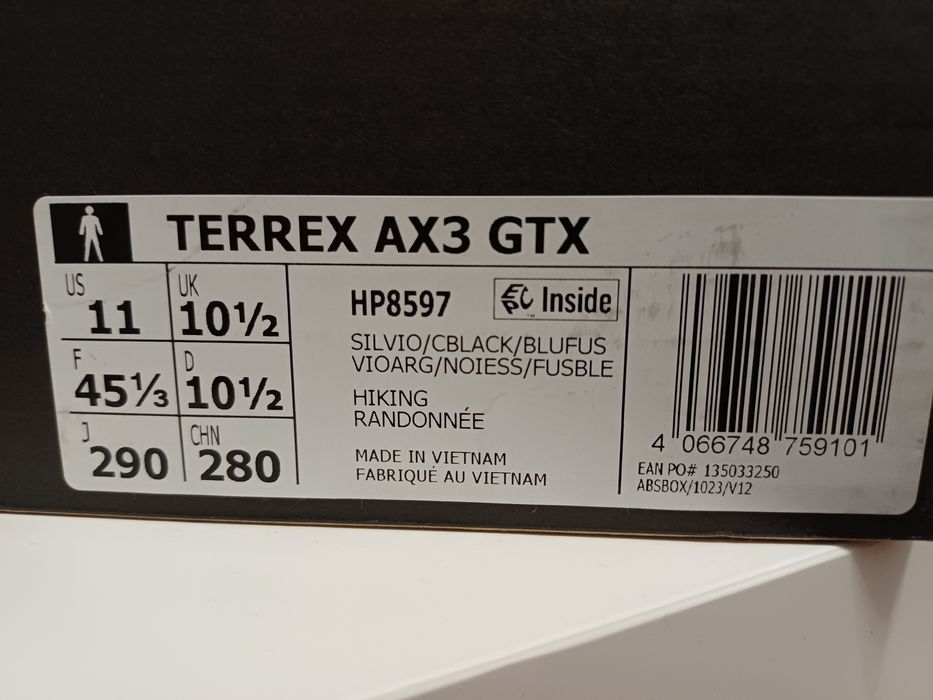 TERREX AX3 GTX
US
11
UK
10½
F
45⅓
D
10½
J
290
CHN
280
HP8597
Inside
SILVIO/CBLACK/BLUFUS
VIOARG/NOIESS/FUSBLE
HIKING
RANDONNÉE
MADE IN VIETNAM
FABRIQUÉ AU VIETNAM
4 066748 759101
EAN PO# 135033250
ABSBOX/1023/V12